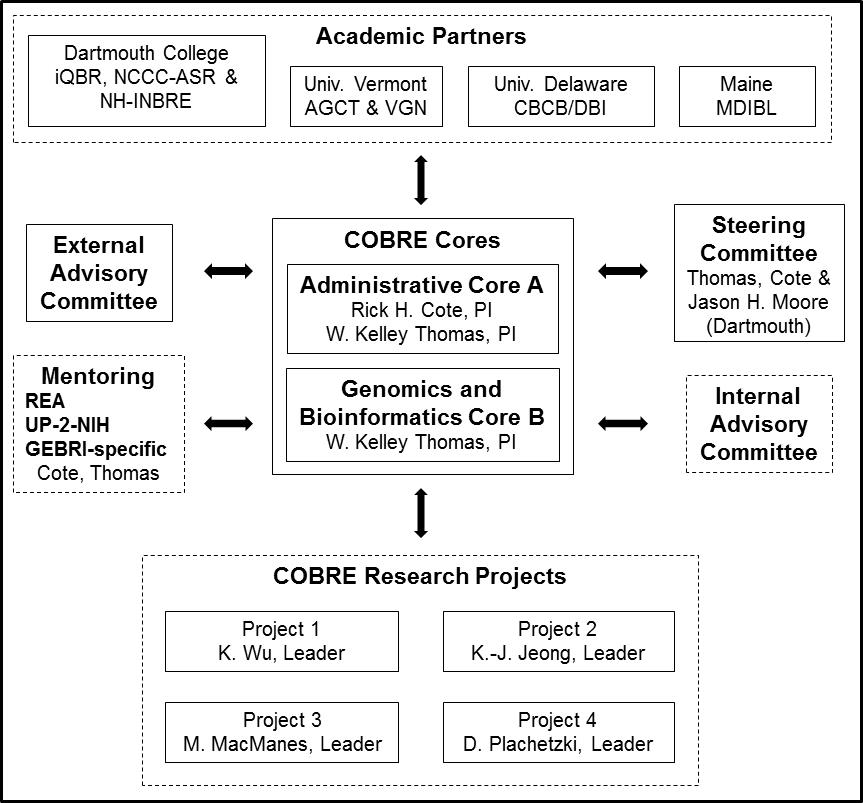 Academic Partners
Dartmouth College
iQBR, NCCC-ASR &
NH-INBRE
Univ. Vermont
AGCT & VGN
Univ. Delaware
CBCB/DBI
Maine
MDIBL
External
Advisory
Committee
COBRE Cores
Administrative Core A
Rick H. Cote, PI
W. Kelley Thomas, PI
Genomics and
Bioinformatics Core B
W. Kelley Thomas, PI
Steering
Committee
Thomas, Cote &
Jason H. Moore
(Dartmouth)
Mentoring
REA
UP-2-NIH
GEBRI-specific
Cote, Thomas
Internal
Advisory
Committee
COBRE Research Projects
Project 1
K. Wu, Leader
Project 2
K.-J. Jeong, Leader
Project 3
M. MacManes, Leader
Project 4
D. Plachetzki, Leader